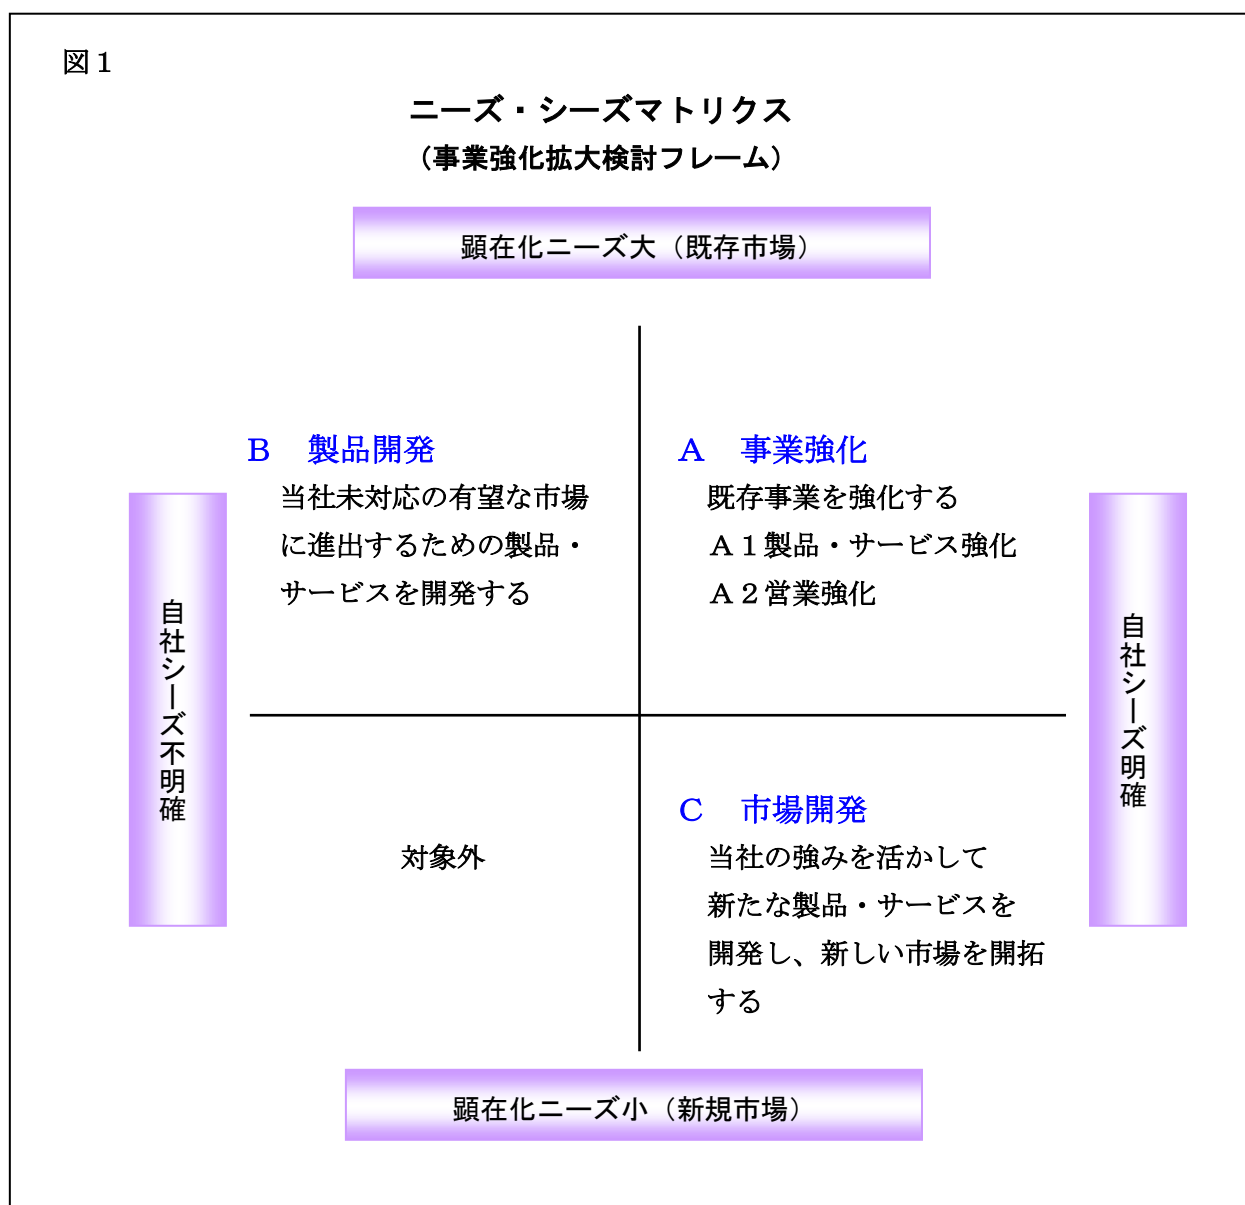 図１
ニーズ・シーズマトリクス
（事業強化拡大検討フレーム）
顕在化ニーズ大（既存市場）
Ｂ　製品開発
当社未対応の有望な市場
に進出するための製品・
サービスを開発する
Ａ　事業強化
既存事業を強化する
Ａ１製品・サービス強化
Ａ２営業強化
自社シーズ不明確
自社シーズ明確
対象外
Ｃ　市場開発
当社の強みを活かして
新たな製品・サービスを
開発し、新しい市場を開拓
する
顕在化ニーズ小（新規市場）